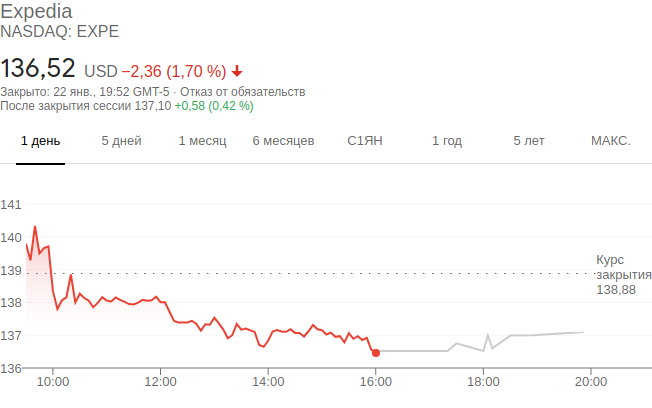 Expedia
NASDAQ: EXPE
136,52 USD −2,36 (1,70 %)
Закрыто: 22 янв., 19:52 GMT-5 · Отказ от обязательств
После закрытия сессии 137,10 +0,58 (0,42 %)
1 день 5 дней 1 месяц 6 месяцев С1ЯН 1 год 5 лет МАКС.
141
140
Курс
139 закрытия
138,88
138
137
136
10:00 12:00 14:00 16:00 18:00 20:00